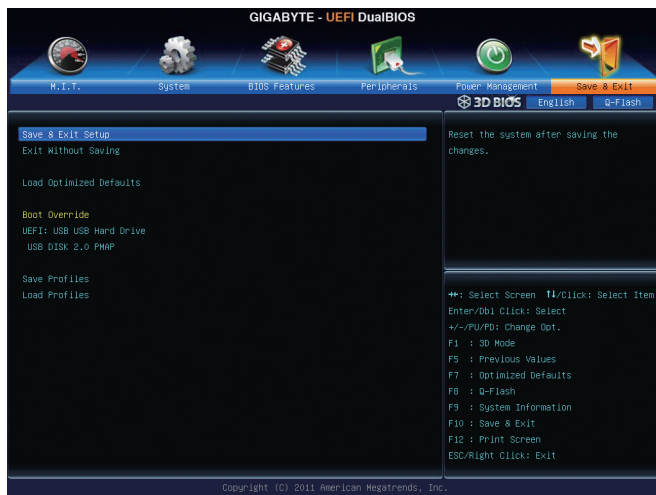 GIGABYTE - UEFI DualBIOS
M.I.T. System BIOS Features Peripherals Power Management Save & Exit
3D BIOS English Q-Flash
Save & Exit Setup
Exit Without Saving
Load Optimized Defaults
Boot Override
UEFI: USB USB Hard Drive
USB DISK 2.0 PMAP
Save Profiles
Load Profiles
Reset the system after saving the
changes.
→←: Select Screen ↑↓/Click: Select Item
Enter/Dbl Click: Select
+/-/PU/PD: Change Opt.
F1 : 3D Mode
F5 : Previous Values
F7 : Optimized Defaults
F8 : Q-Flash
F9 : System Information
F10 : Save & Exit
F12 : Print Screen
ESC/Right Click: Exit
Copyright (C) 2011 American Megatrends, Inc.